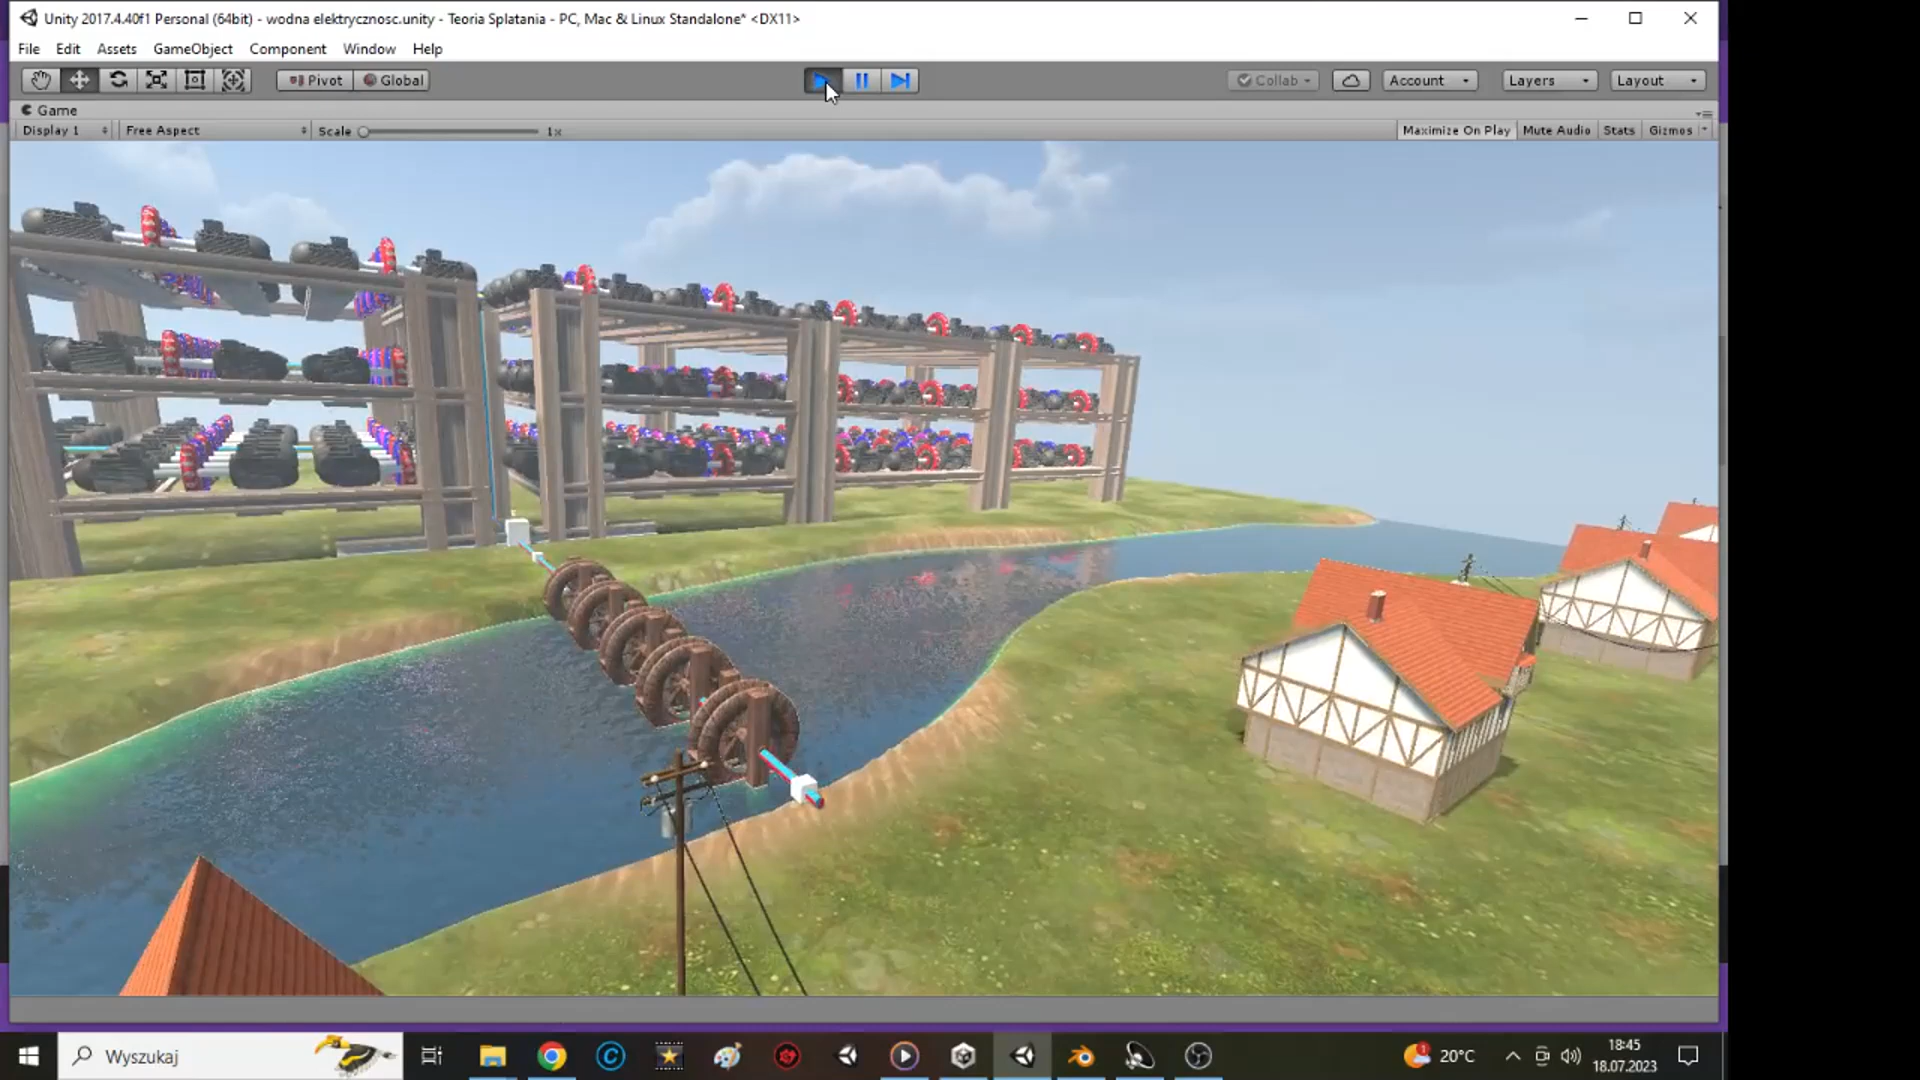 Unity 2017.4.40f1 Personal (64bit) - wodna elektrycznosc.unity - Teoria Splatania - PC, Mac & Linux Standalone* <DX11>
File Edit Assets GameObject Component Window Help
Pivot Global Collab Account Layers Layout
Game
Display 1 Free Aspect Scale 1x Maximize On Play Mute Audio Stats Gizmos
Wyszukaj
1
20°C
18:45
18.07.2023